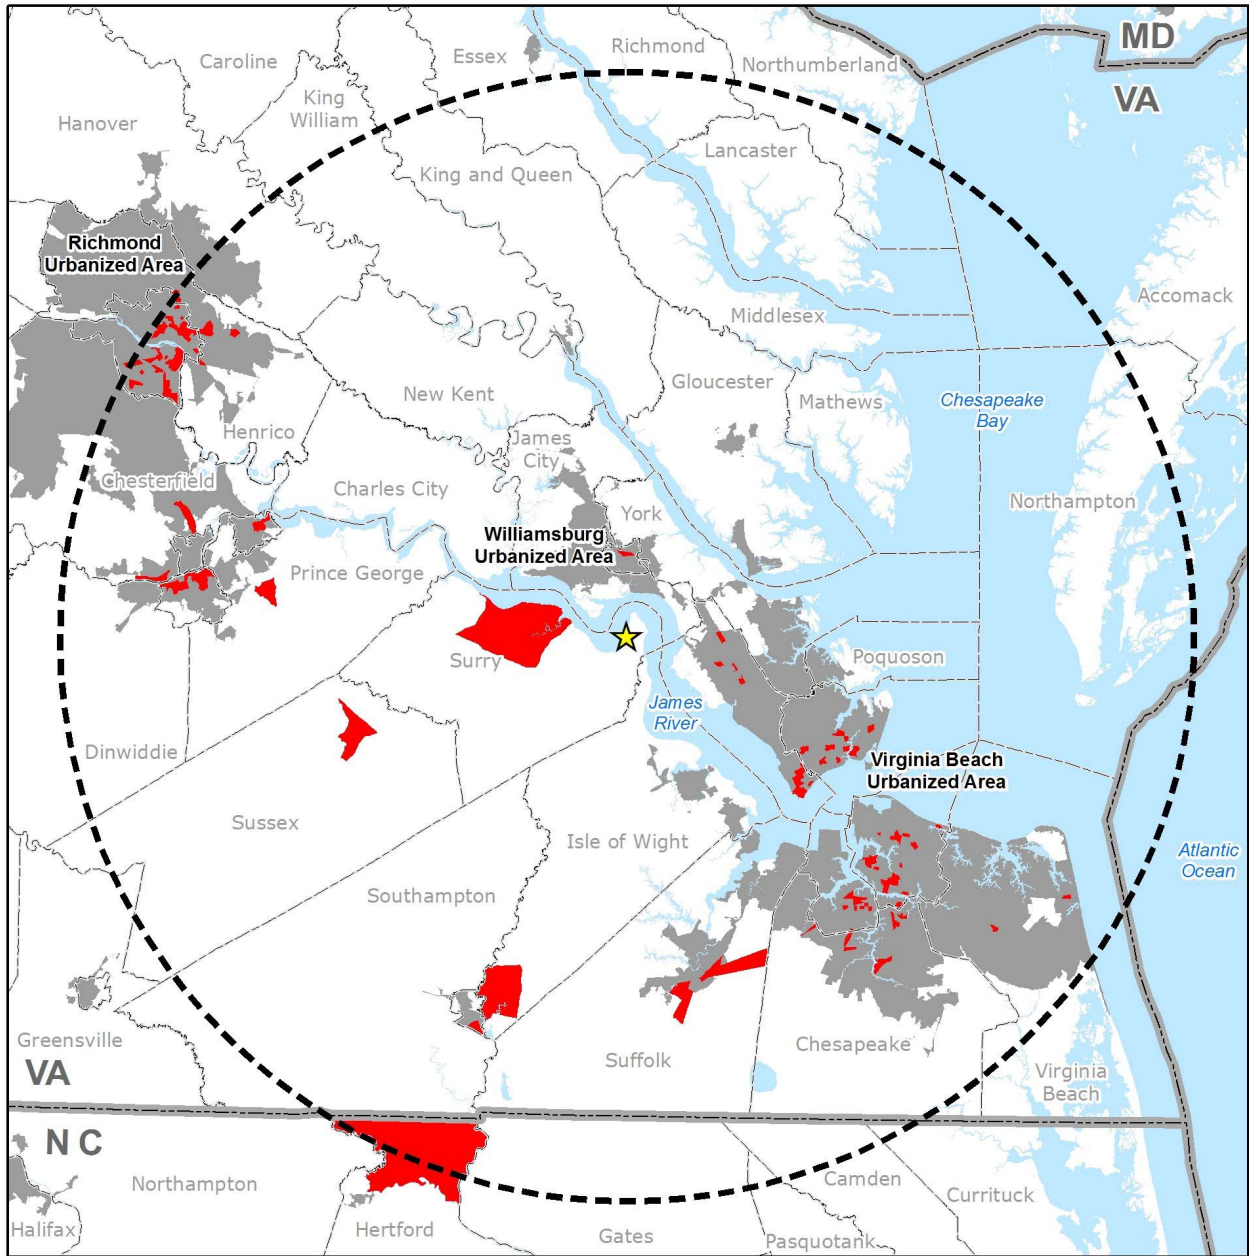 MD
VA
Essex
Richmond
Northumberland
Caroline
King
William
Hanover
Lancaster
King and Queen
Richmond
Urbanized Area
Accomack
Middlesex
Gloucester
New Kent
Mathews
Chesapeake
Bay
Henrico
James
City
Chesterfield
Charles City
Northampton
York
Williamsburg
Urbanized Area
Prince George
Surry
Poquoson
James
River
Dinwiddie
Virginia Beach
Urbanized Area
Sussex
Isle of Wight
Atlantic
Ocean
Southampton
Greensville
Chesapeake
Suffolk
VA
Virginia
Beach
N C
Northampton
Camden
Currituck
Halifax
Hertford
Gates
Pasquotank